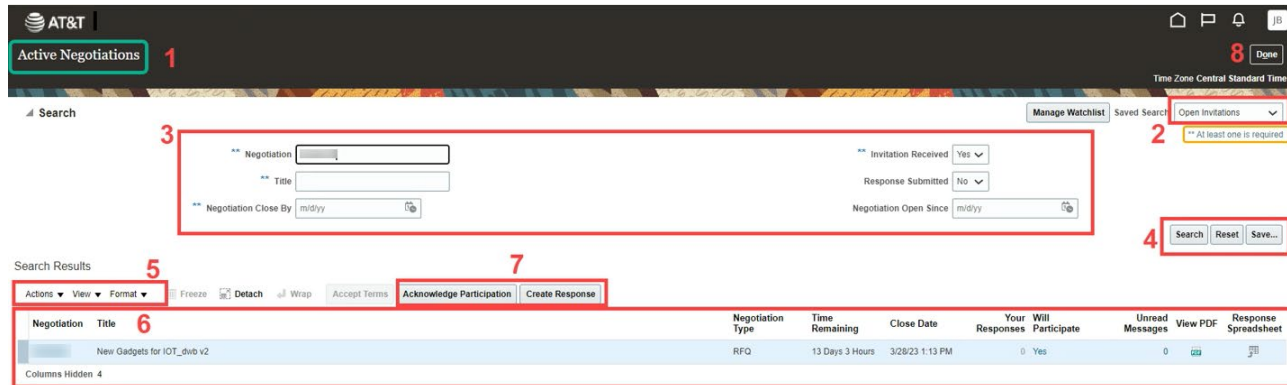 AT&T
JB
Active Negotiations 1
8 Done
Time Zone Central Standard Time
Search
Manage Watchlist Saved Search Open Invitations
2 ** At least one is required
3
** Negotiation
** Invitation Received Yes
** Title
Response Submitted No
** Negotiation Close By m/d/yy
Negotiation Open Since m/d/yy
4 Search Reset Save...
Search Results
5 7
Actions View Format Freeze Detach Wrap Accept Terms Acknowledge Participation Create Response
Negotiation Title 6 Negotiation Type Time Remaining Close Date Your Responses Will Participate Unread Messages View PDF Response Spreadsheet
New Gadgets for IOT_dwb v2 RFQ 13 Days 3 Hours 3/28/23 1:13 PM 0 Yes 0
Columns Hidden 4